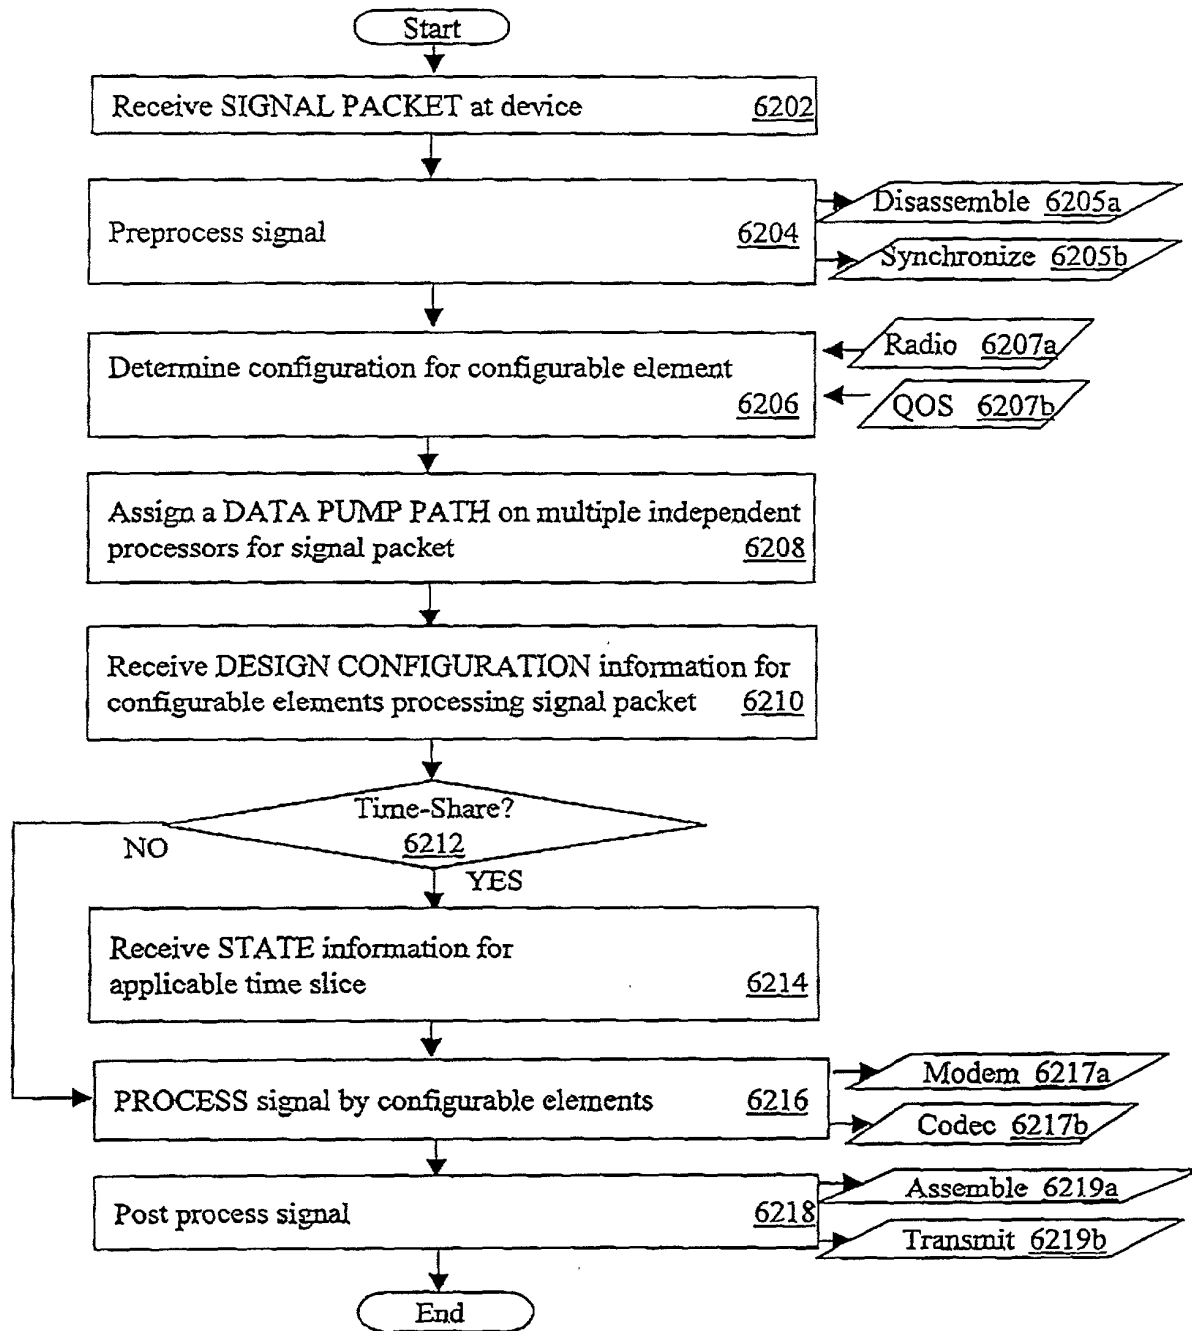 Start
Receive SIGNAL PACKET at device 6202
Preprocess signal 6204
Disassemble 6205a
Synchronize 6205b
Determine configuration for configurable element
6206
Radio 6207a
QOS 6207b
Assign a DATA PUMP PATH on multiple independent
processors for signal packet 6208
Receive DESIGN CONFIGURATION information for
configurable elements processing signal packet 6210
Time-Share?
6212
NO
YES
Receive STATE information for
applicable time slice 6214
PROCESS signal by configurable elements 6216
Modem 6217a
Codec 6217b
Post process signal 6218
Assemble 6219a
Transmit 6219b
End